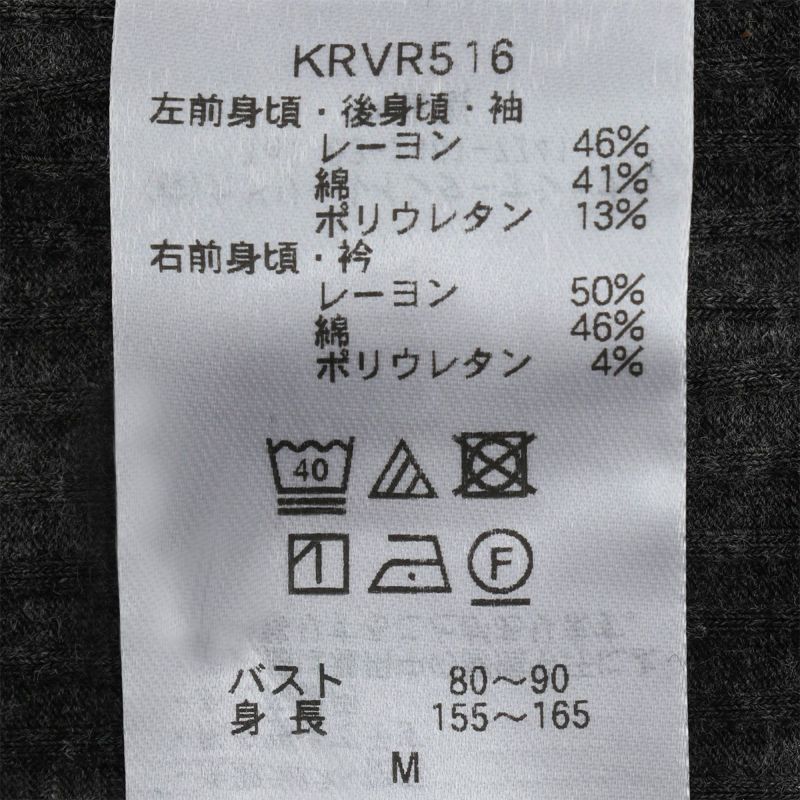 KRVR516
左前身頃・後身頃・袖
レーヨン 46%
綿 41%
ポリウレタン 13%
右前身頃・衿
レーヨン 50%
綿 46%
ポリウレタン 4%
40
F
バスト 80～90
身長 155～165
M